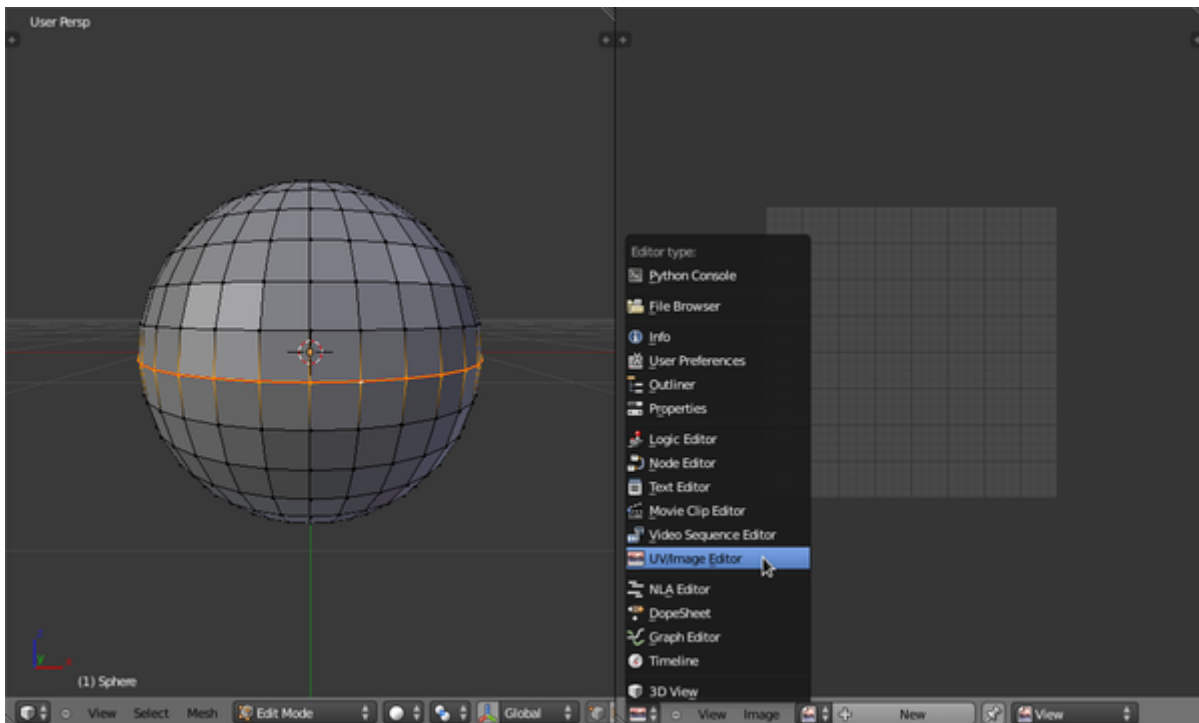 User Persp
Editor type:
Python Console
File Browser
Info
User Preferences
Outliner
Properties
Logic Editor
Node Editor
Text Editor
Movie Clip Editor
Video Sequence Editor
UV/Image Editor
NLA Editor
DopeSheet
Graph Editor
Timeline
3D View
z
y
x
(1) Sphere
View Select Mesh Edit Mode Global
View Image New View